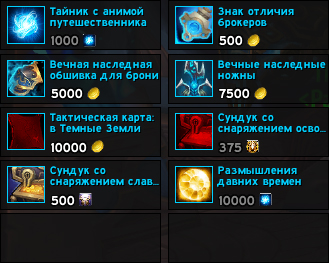 Тайник с анимой
путешественника
1000
Знак отличия
брокеров
500
Вечная наследная
обшивка для брони
5000
Вечные наследные
ножны
7500
Тактическая карта:
в Темные Земли
10000
Сундук со
снаряжением осво...
375
Сундук со
снаряжением слав...
500
Размышления
давних времен
10000